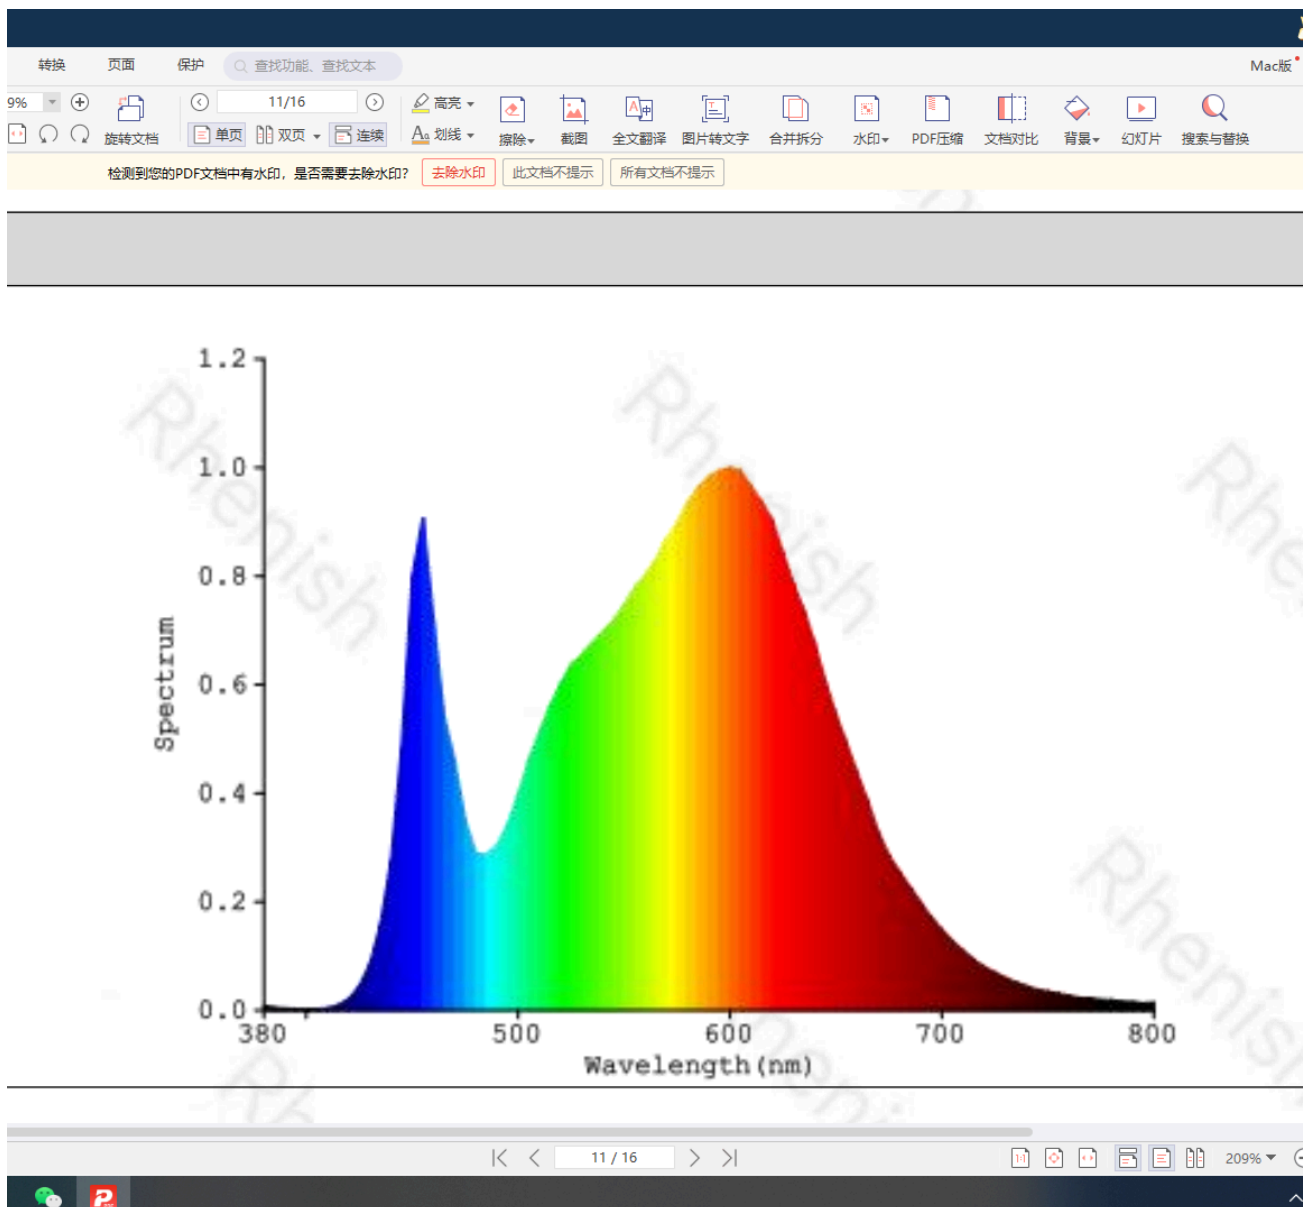 转换 页面 保护 查找功能、查找文本 Mac版
9% 11/16 高亮
旋转文档 单页 双页 连续 划线 擦除 截图 全文翻译 图片转文字 合并拆分 水印 PDF压缩 文档对比 背景 幻灯片 搜索与替换
检测到您的PDF文档中有水印，是否需要去除水印? 去除水印 此文档不提示 所有文档不提示
1.2
1.0
0.8
0.6
0.4
0.2
0.0
Spectrum
380 500 600 700 800
Wavelength(nm)
Rhenish
Rhenish
Rhenish
Rhenish
11 / 16 209%